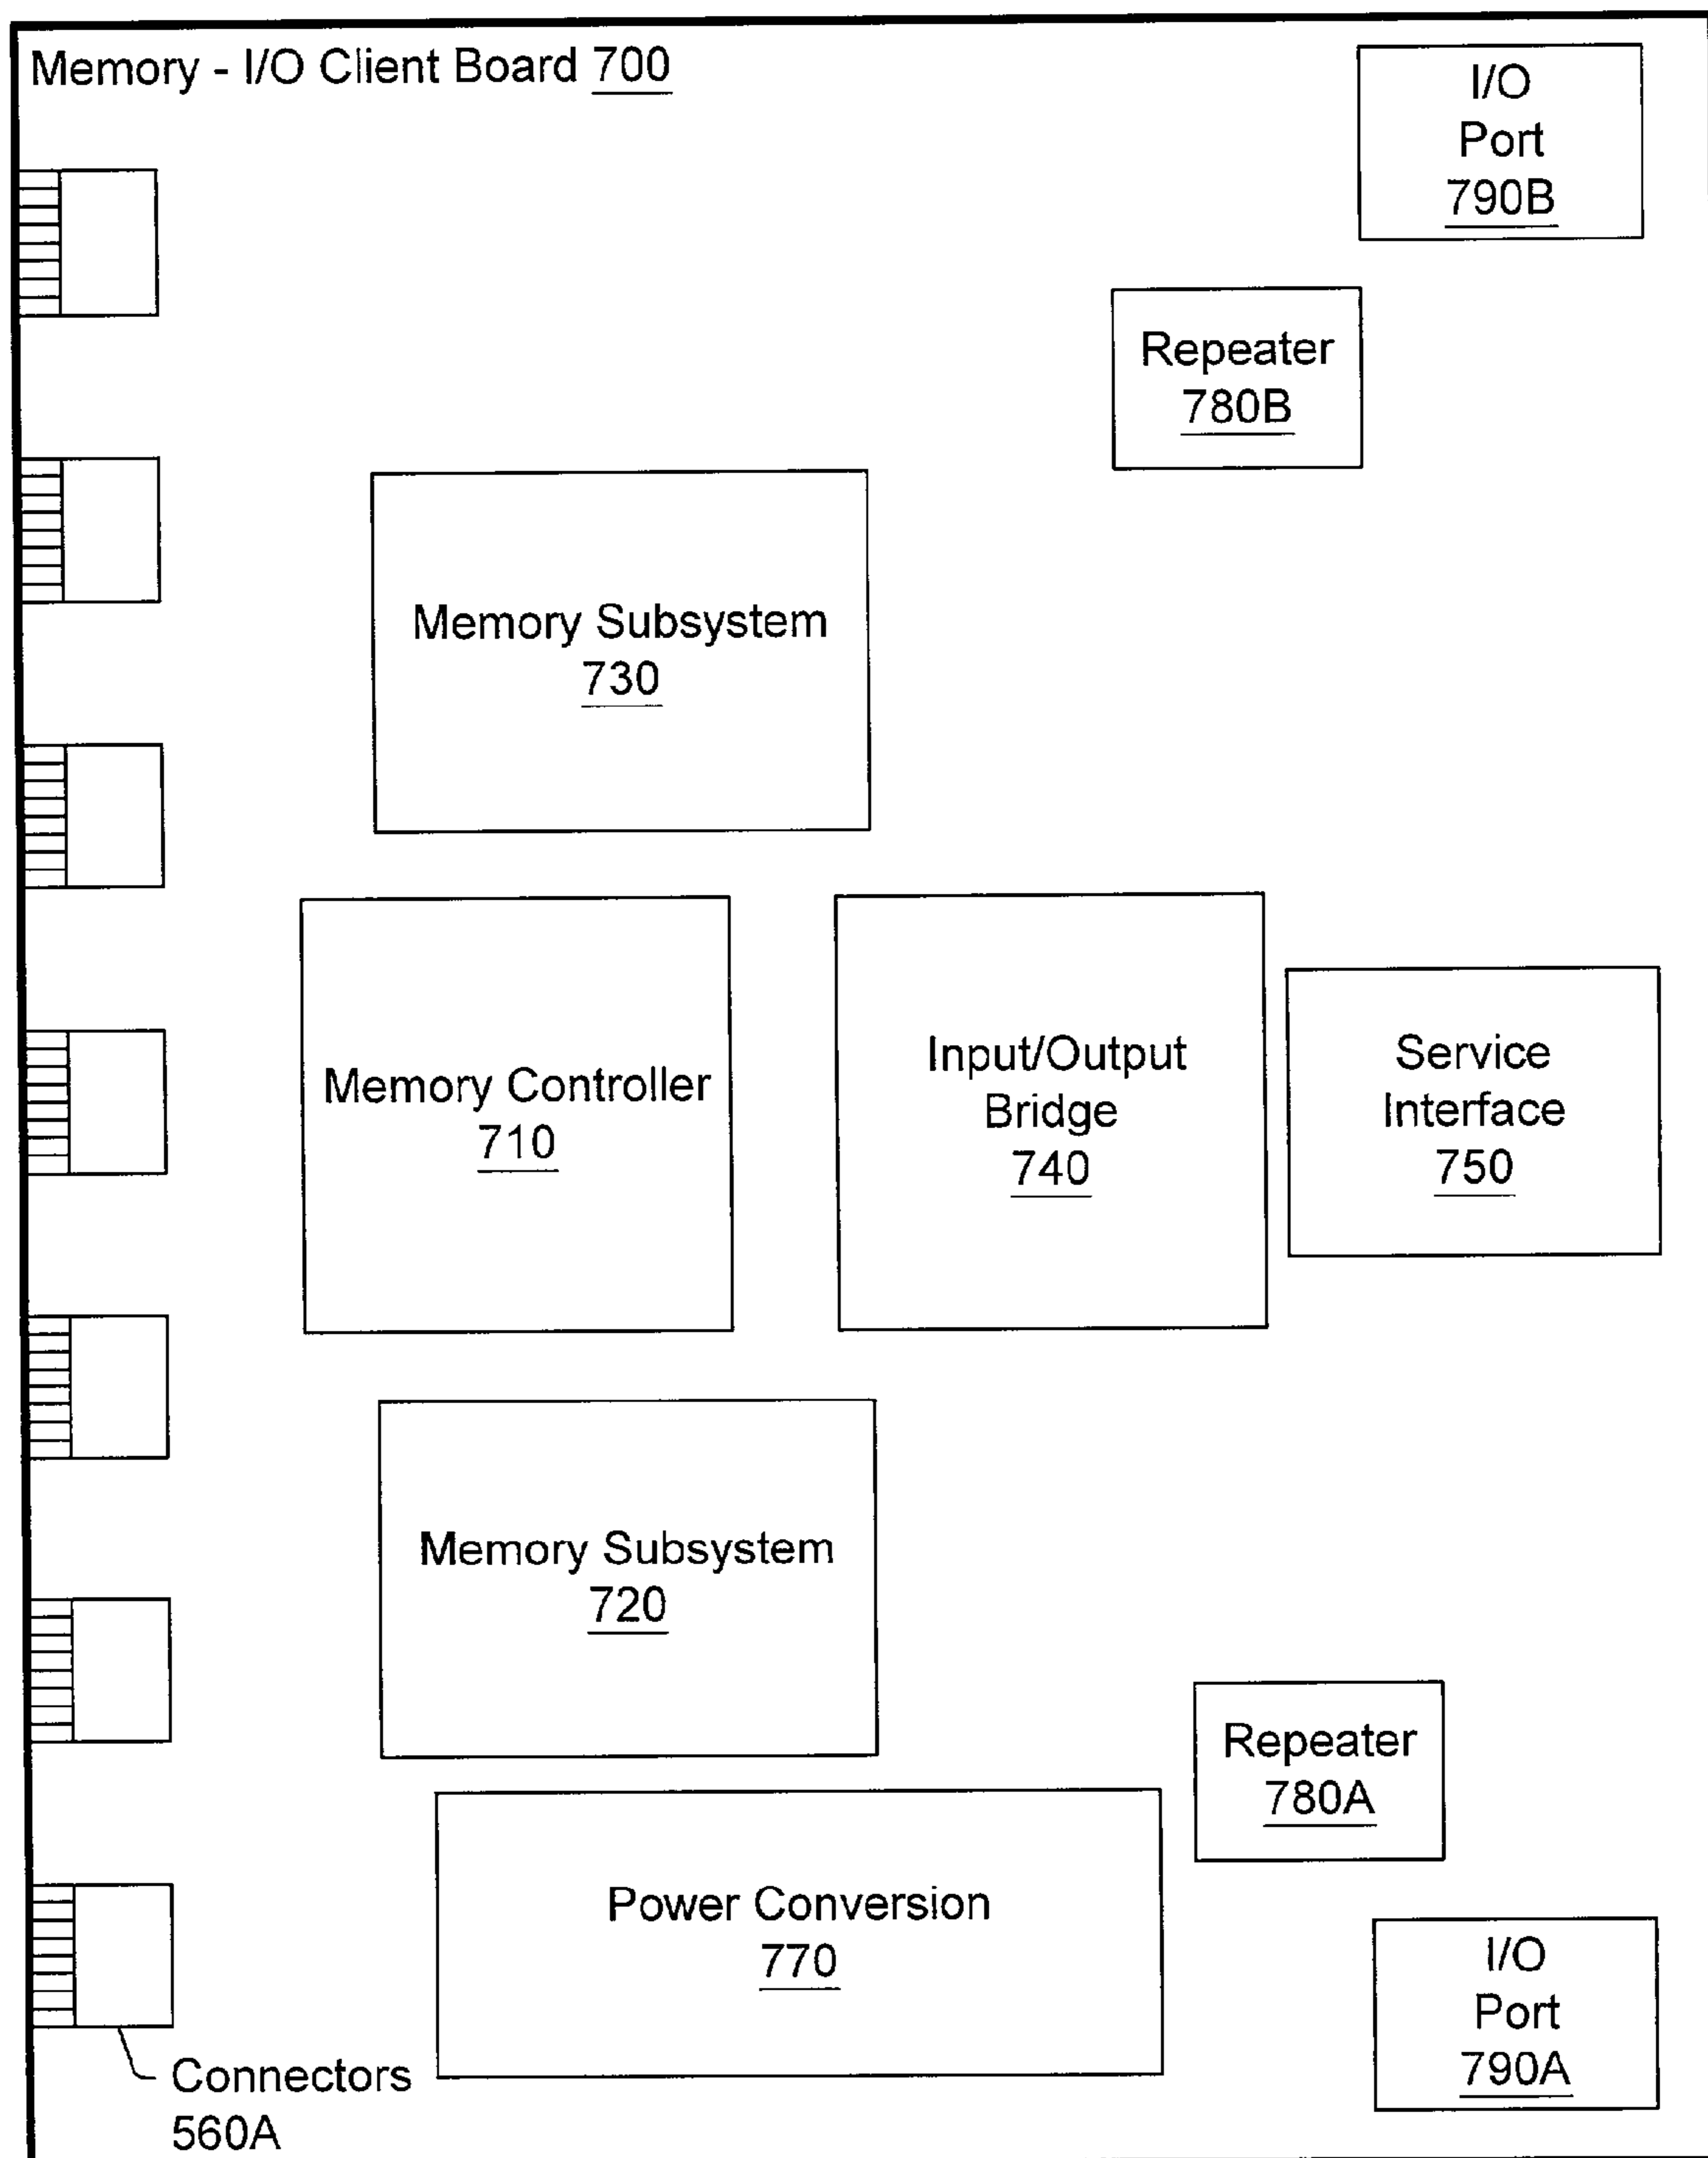 Memory - I/O Client Board 700
I/O
Port
790B
Repeater
780B
Memory Subsystem
730
Memory Controller
710
Input/Output
Bridge
740
Service
Interface
750
Memory Subsystem
720
Repeater
780A
Power Conversion
770
I/O
Port
790A
Connectors
560A